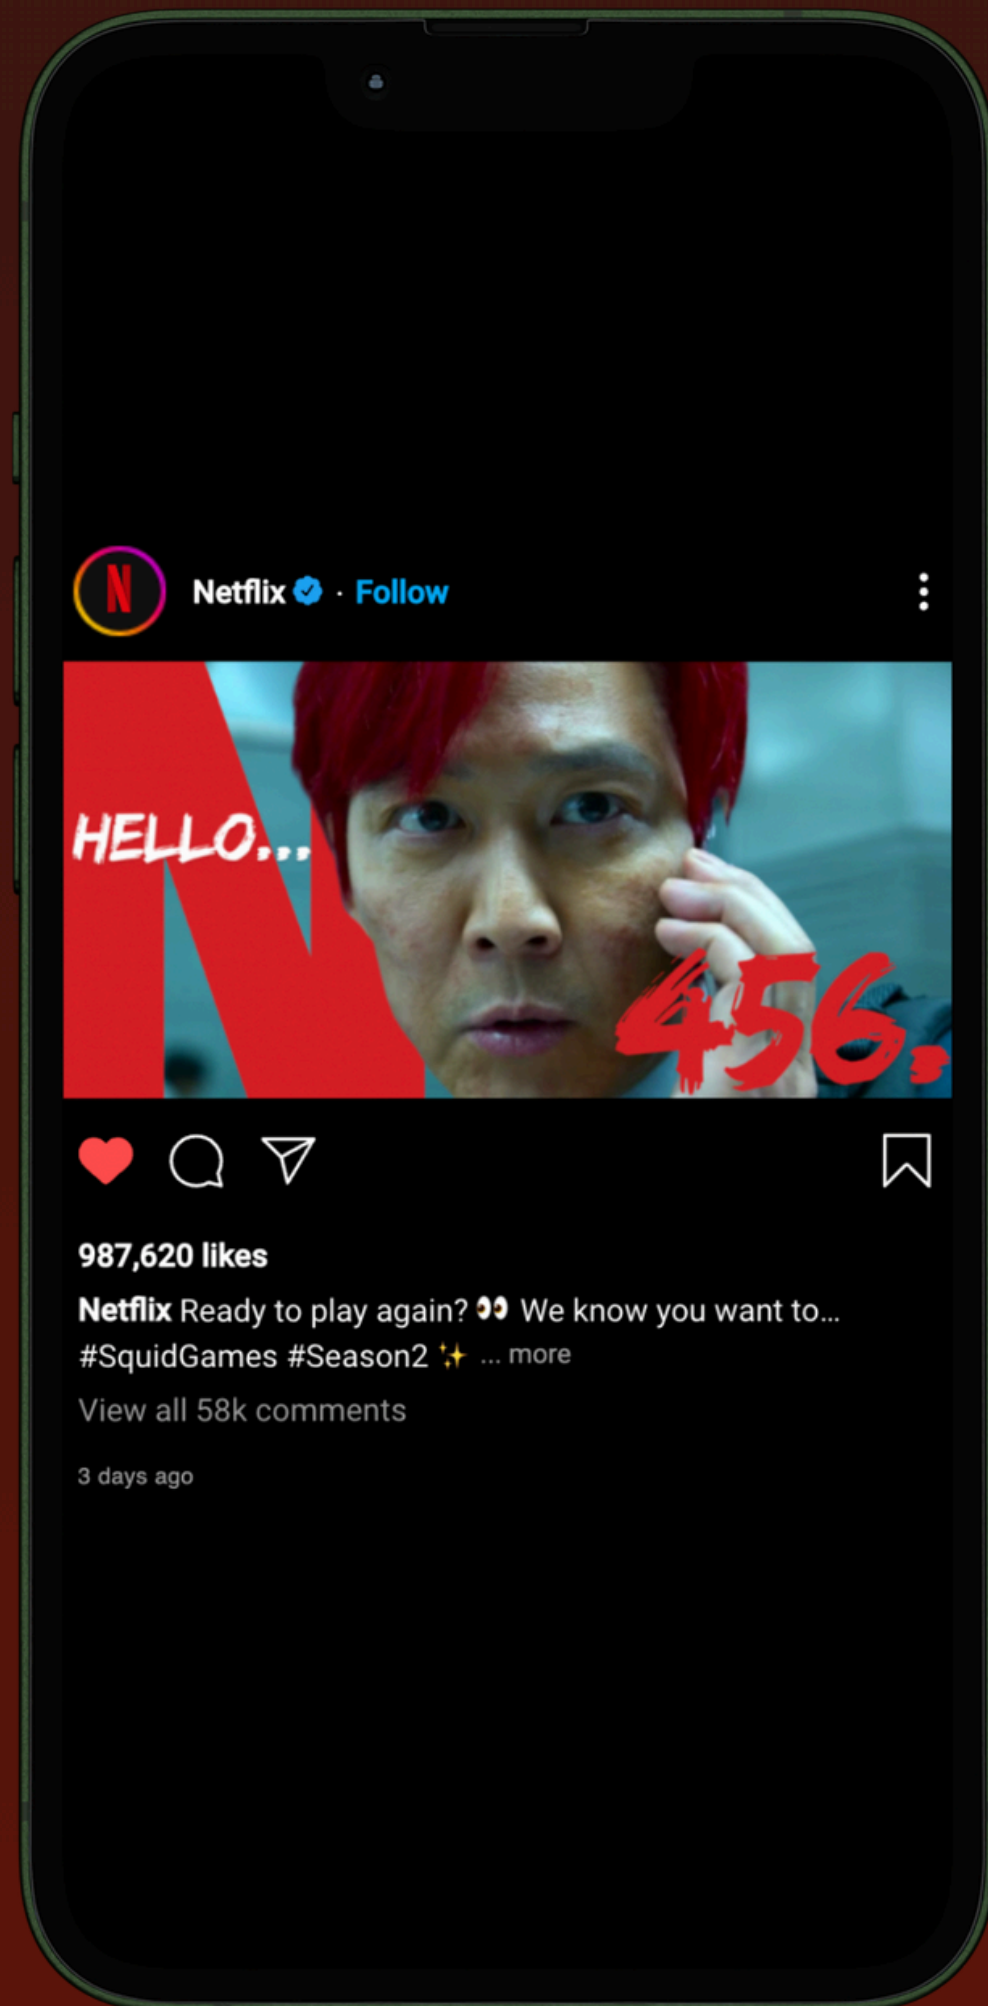 N
Netflix · Follow
N
HELLO...
456.
987,620 likes
Netflix Ready to play again? 👀 We know you want to...
#SquidGames #Season2 ✨ ... more
View all 58k comments
3 days ago